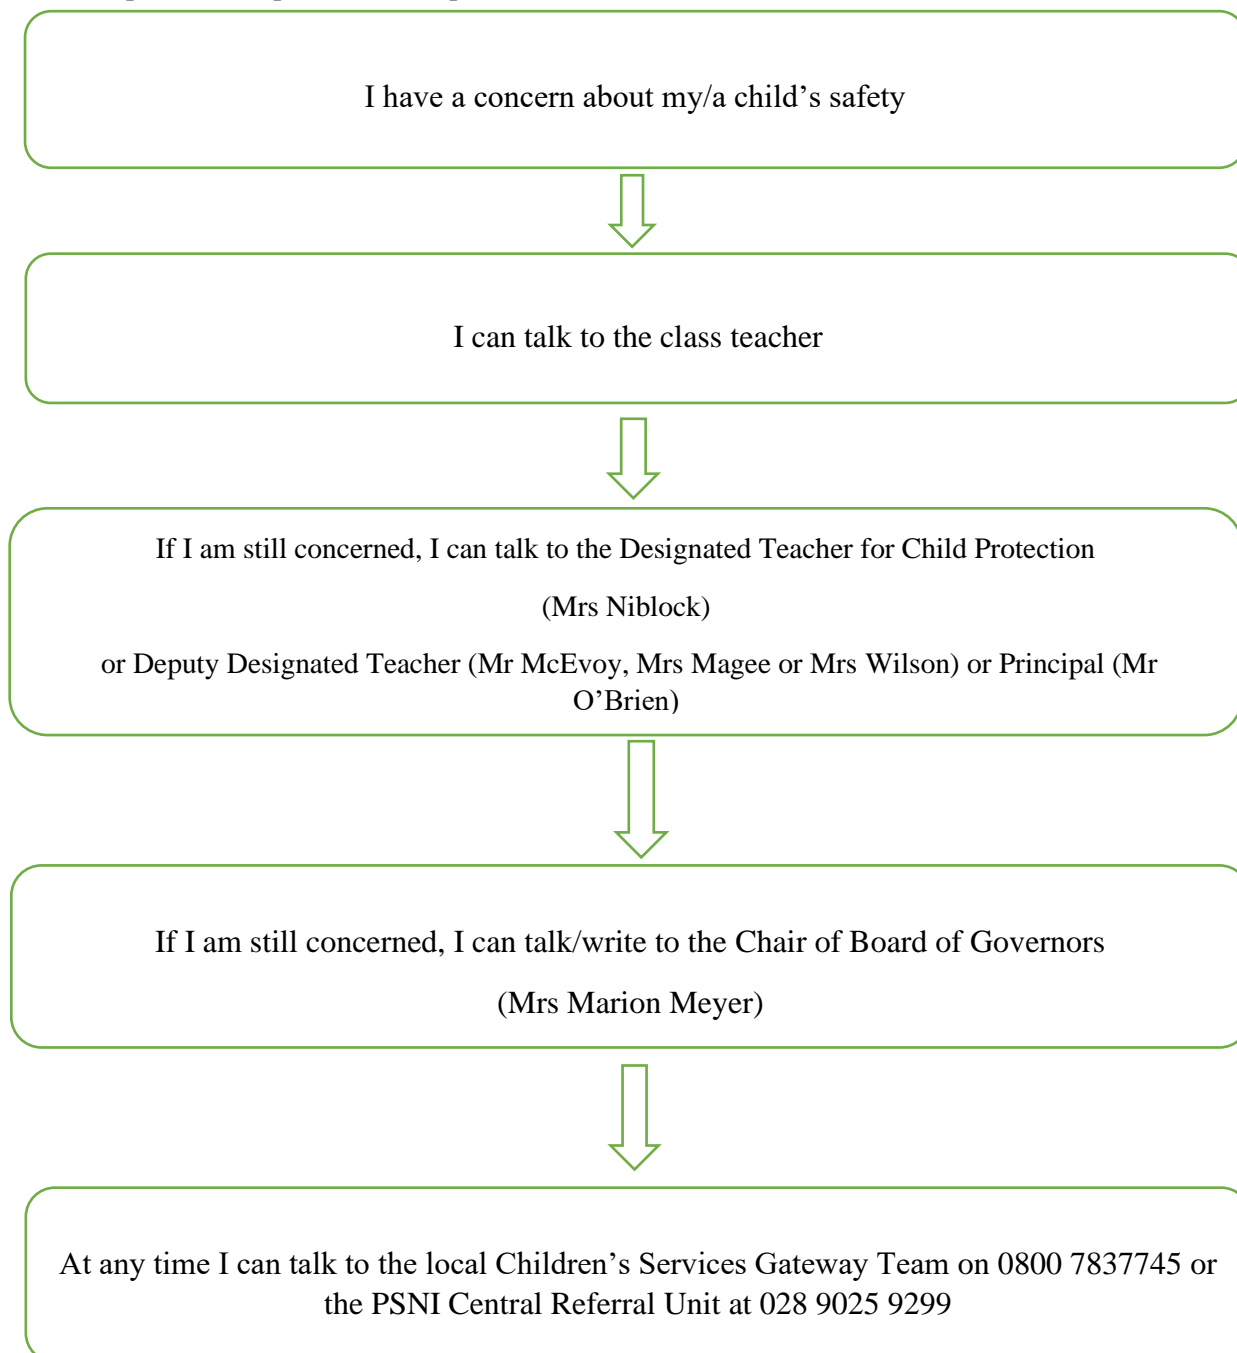 I have a concern about my/a child’s safety
I can talk to the class teacher
If I am still concerned, I can talk to the Designated Teacher for Child Protection
(Mrs Niblock)
or Deputy Designated Teacher (Mr McEvoy, Mrs Magee or Mrs Wilson) or Principal (Mr
O’Brien)
If I am still concerned, I can talk/write to the Chair of Board of Governors
(Mrs Marion Meyer)
At any time I can talk to the local Children’s Services Gateway Team on 0800 7837745 or
the PSNI Central Referral Unit at 028 9025 9299